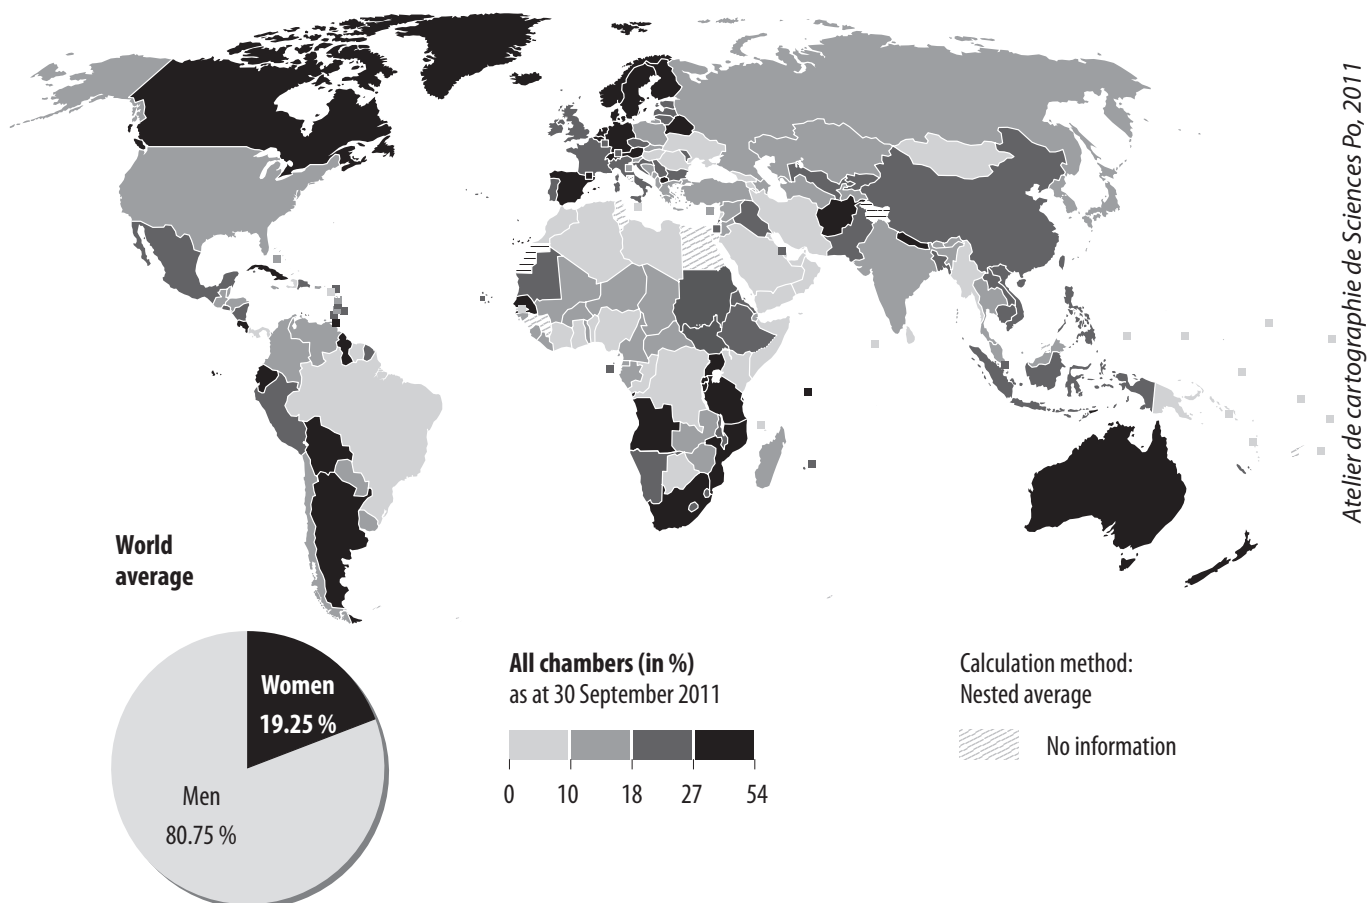 Atelier de cartographie de Sciences Po, 2011
World
average
Women
19.25 %
Men
80.75 %
All chambers (in %)
as at 30 September 2011
0 10 18 27 54
Calculation method:
Nested average
No information